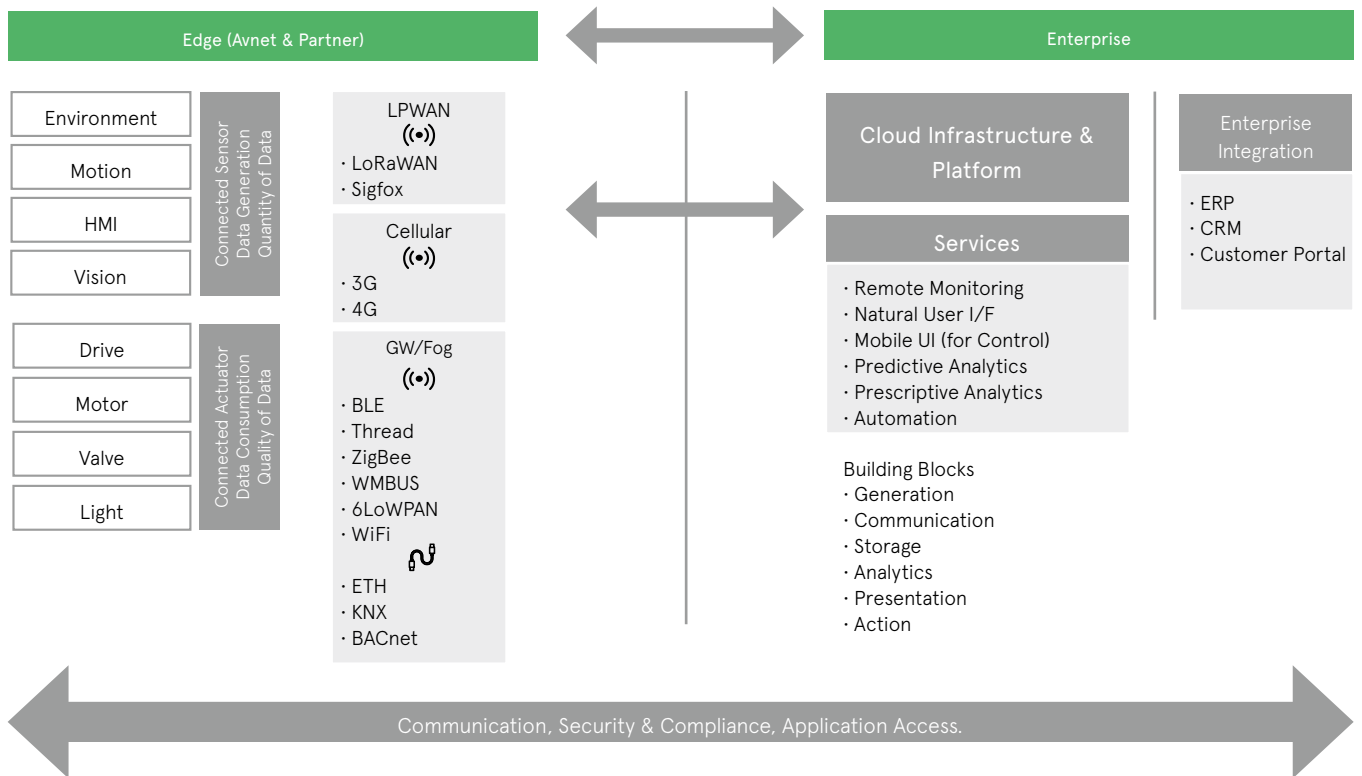 Edge (Avnet & Partner)
Enterprise
Environment
Motion
HMI
Vision
Connected Sensor
Data Generation
Quantity of Data
Drive
Motor
Valve
Light
Connected Actuator
Data Consumption
Quality of Data
LPWAN
· LoRaWAN
· Sigfox
Cellular
· 3G
· 4G
GW/Fog
· BLE
· Thread
· ZigBee
· WMBUS
· 6LoWPAN
· WiFi
· ETH
· KNX
· BACnet
Cloud Infrastructure &
Platform
Services
· Remote Monitoring
· Natural User I/F
· Mobile UI (for Control)
· Predictive Analytics
· Prescriptive Analytics
· Automation
Building Blocks
· Generation
· Communication
· Storage
· Analytics
· Presentation
· Action
Enterprise
Integration
· ERP
· CRM
· Customer Portal
Communication, Security & Compliance, Application Access.